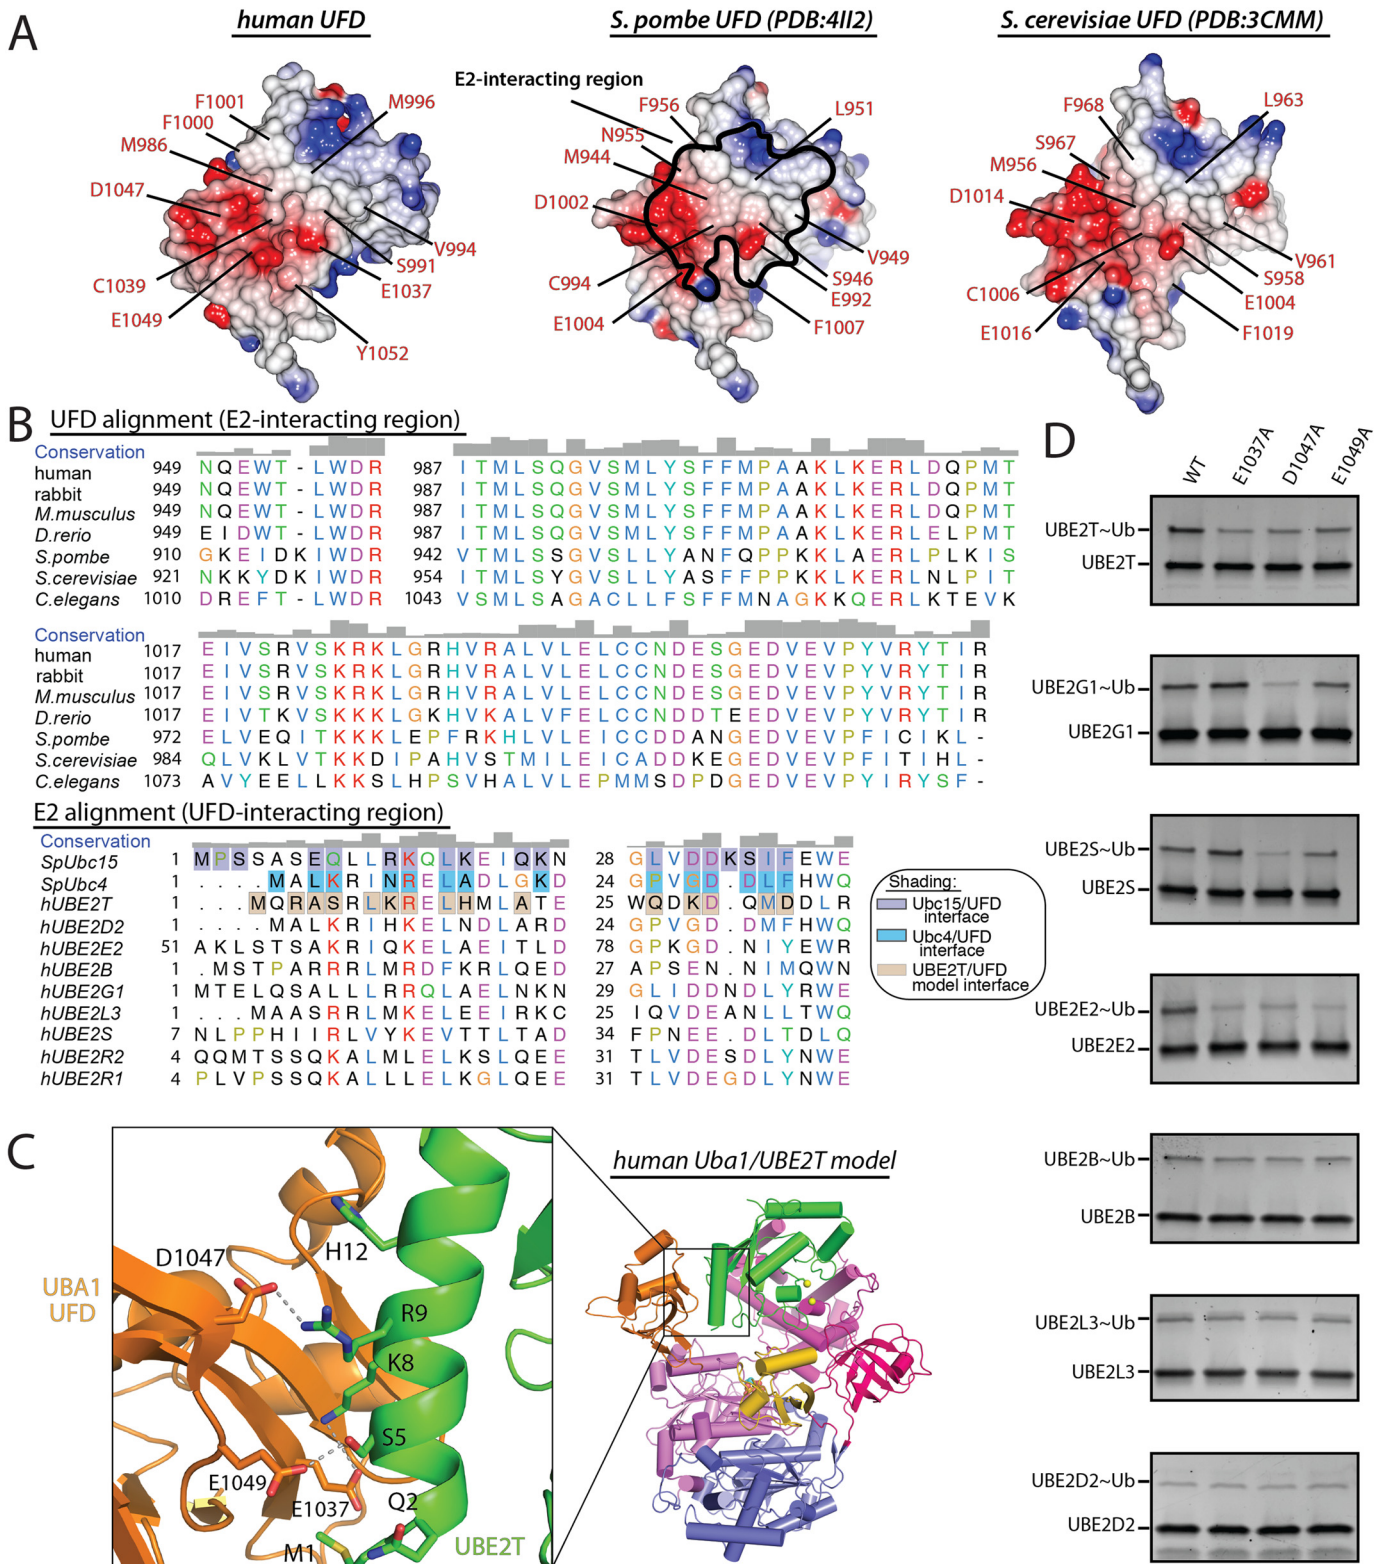 A
human UFD
S. pombe UFD (PDB:4II2)
S. cerevisiae UFD (PDB:3CMM)
E2-interacting region
F1001
F1000
M986
D1047
C1039
E1049
M996
V994
S991
E1037
Y1052
F956
N955
M944
D1002
C994
E1004
L951
V949
S946
E992
F1007
F968
S967
M956
D1014
C1006
E1016
L963
V961
S958
E1004
F1019
B
UFD alignment (E2-interacting region)
Conservation
human 949 NQEWT-LWDR 987 ITMLSQGVSMLYSFFMPAAKLKERLDQPMT
rabbit 949 NQEWT-LWDR 987 ITMLSQGVSMLYSFFMPAAKLKERLDQPMT
M.musculus 949 NQEWT-LWDR 987 ITMLSQGVSMLYSFFMPAAKLKERLDQPMT
D.rerio 949 EIDWT-LWDR 987 ITMLSQGVSMLYSFFMPAAKLKERLELPMT
S.pombe 910 GKEIDKIWDR 942 VTMLSSGVSLLYANFQPPKKLAERLPLKIS
S.cerevisiae 921 NKKYDKIWDR 954 ITMLSYGVSLLYASFFPPKKLKERLNLPIT
C.elegans 1010 DREFT-LWDR 1043 VSMLSAGACLLFSFFMNAGKKQERLKTEVK
Conservation
human 1017 EIVSRVSKRKLGRHVRALVLELCCNDESGEDVEVPYVRYTIR
rabbit 1017 EIVSRVSKRKLGRHVRALVLELCCNDESGEDVEVPYVRYTIR
M.musculus 1017 EIVSRVSKRKLGRHVRALVLELCCNDESGEDVEVPYVRYTIR
D.rerio 1017 EIVTKVSKKKLGKHVKALVFELCCNDDTEEDVEVPYVRYTIR
S.pombe 972 ELVEQITKKKLEPFRKHLVLEICCDDANGEDVEVPFICIKL-
S.cerevisiae 984 QLVKLVTKKDIPAHVSTMILEICADDKEGEDVEVPFITIHL-
C.elegans 1073 AVYEELLKKSLHPSVHALVLEPMMSDPDGEDVEVPYIRYSF-
E2 alignment (UFD-interacting region)
Conservation
SpUbc15 1 MPSSASEQLLRKQLKEIQKN 28 GLVDDKSIFEWE
SpUbc4 1 ....MALKRINRELADLGKD 24 GPVGD.DLFHWQ
hUBE2T 1 ...MQRASRLKRELHMLATE 25 WQDKD.QMDDLR
hUBE2D2 1 ....MALKRIHKELNDLARD 24 GPVGD.DMFHWQ
hUBE2E2 51 AKLSTSAKRIQKELAEITLD 78 GPKGD.NIYEWR
hUBE2B 1 .MSTPARRRLMRDFKRLQED 27 APSEN.NIMQWN
hUBE2G1 1 MTELQSALLLRRQLAELNKN 29 GLIDDNDLYRWE
hUBE2L3 1 ...MAASRRLMKELEEIRKC 25 IQVDEANLLTWQ
hUBE2S 7 NLPPHIIRLVYKEVTTLTAD 34 FPNEE.DLTDLQ
hUBE2R2 4 QQMTSSQKALMLELKSLQEE 31 TLVDESDLYNWE
hUBE2R1 4 PLVPSSQKALLLELKGLQEE 31 TLVDEGDLYNWE
Shading:
Ubc15/UFD
interface
Ubc4/UFD
interface
UBE2T/UFD
model interface
C
human Uba1/UBE2T model
D1047
H12
UBA1
UFD
R9
K8
S5
E1049
E1037
Q2
M1
UBE2T
D
WT
E1037A
D1047A
E1049A
UBE2T~Ub
UBE2T
UBE2G1~Ub
UBE2G1
UBE2S~Ub
UBE2S
UBE2E2~Ub
UBE2E2
UBE2B~Ub
UBE2B
UBE2L3~Ub
UBE2L3
UBE2D2~Ub
UBE2D2